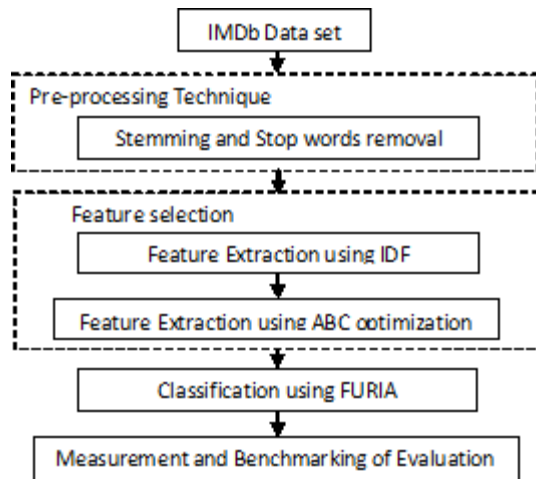 IMDb Data set
Pre-processing Technique
Stemming and Stop words removal
Feature selection
Feature Extraction using IDF
Feature Extraction using ABC optimization
Classification using FURIA
Measurement and Benchmarking of Evaluation